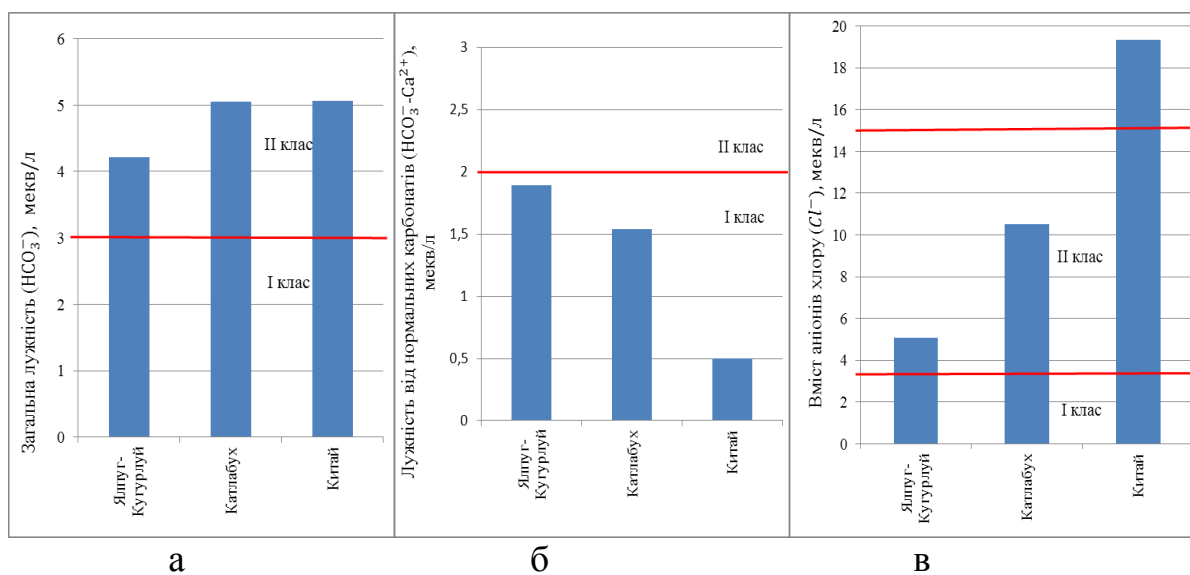 Загальна лужність (HCO₃⁻), мекв/л
6
5
4
3
2
1
0
II клас
I клас
Ялпуг-
Кугурлуй
Катлабух
Китай
а
Лужність від нормальних карбонатів (HCO₃⁻-Ca²⁺),
мекв/л
3
2,5
2
1,5
1
0,5
0
II клас
I клас
Ялпуг-
Кугурлуй
Катлабух
Китай
б
Вміст аніонів хлору (Cl⁻), мекв/л
20
18
16
14
12
10
8
6
4
2
0
II клас
I клас
Ялпуг-
Кугурлуй
Катлабух
Китай
в